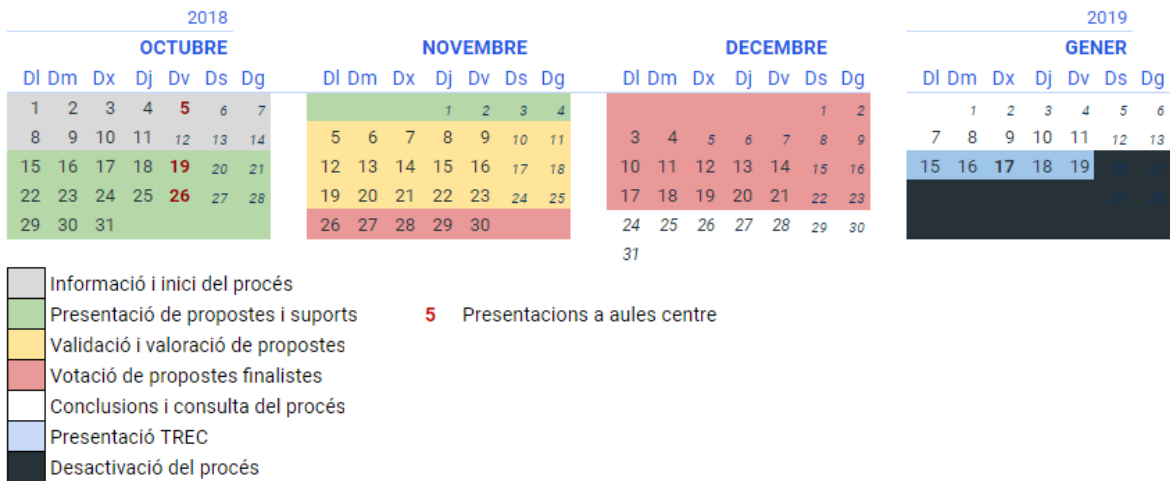 2018 2019
OCTUBRE NOVEMBRE DECEMBRE GENER
Dl Dm Dx Dj Dv Ds Dg Dl Dm Dx Dj Dv Ds Dg Dl Dm Dx Dj Dv Ds Dg Dl Dm Dx Dj Dv Ds Dg
1 2 3 4 5 6 7 1 2 3 4 1 2 1 2 3 4 5 6
8 9 10 11 12 13 14 5 6 7 8 9 10 11 3 4 5 6 7 8 9 7 8 9 10 11 12 13
15 16 17 18 19 20 21 12 13 14 15 16 17 18 10 11 12 13 14 15 16 15 16 17 18 19
22 23 24 25 26 27 28 19 20 21 22 23 24 25 17 18 19 20 21 22 23
29 30 31 26 27 28 29 30 24 25 26 27 28 29 30
31
Informació i inici del procés
Presentació de propostes i suports 5 Presentacions a aules centre
Validació i valoració de propostes
Votació de propostes finalistes
Conclusions i consulta del procés
Presentació TREC
Desactivació del procés